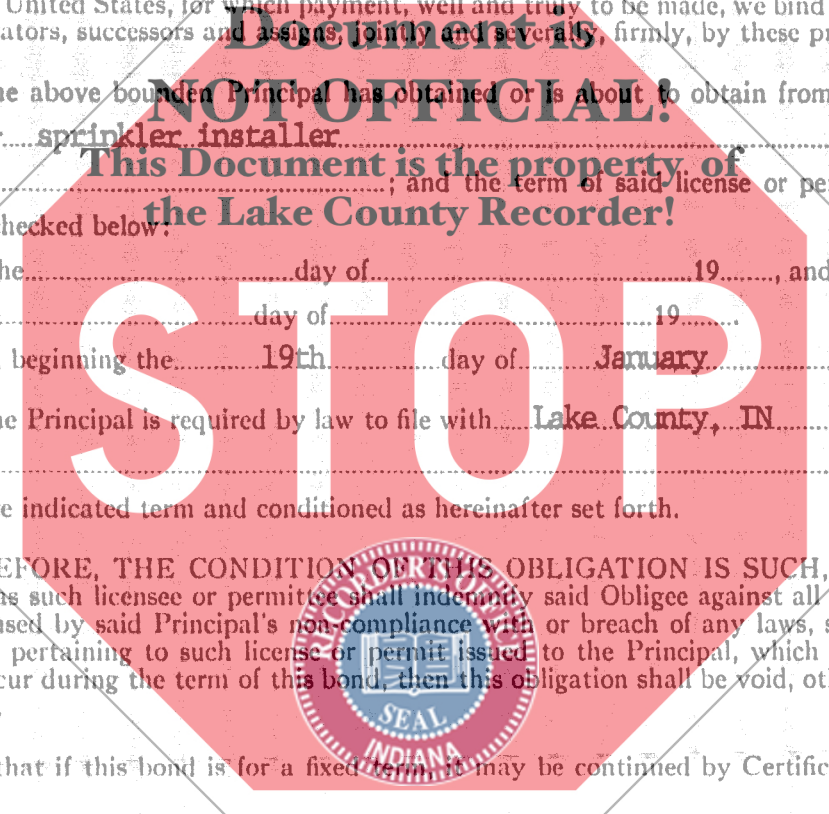 United States, for which payment, well and truly to be made, we bind
Document is
ators, successors and assigns, jointly and severally, firmly, by these pr
NOT OFFICIAL!
ne above bounden Principal has obtained or is about to obtain from
sprinkler installer
This Document is the property of
; and the term of said license or per
the Lake County Recorder!
checked below:
he day of 19 , and
day of 19 .
STOP
beginning the 19th day of January
he Principal is required by law to file with Lake County, IN
e indicated term and conditioned as hereinafter set forth.
EFORE, THE CONDITION OF THIS OBLIGATION IS SUCH,
as such licensee or permittee shall indemnify said Obligee against all
used by said Principal's non-compliance with or breach of any laws, s
pertaining to such license or permit issued to the Principal, which
cur during the term of this bond, then this obligation shall be void, ot
RECORDER'S OFFICE
SEAL
INDIANA
that if this bond is for a fixed term, it may be continued by Certific